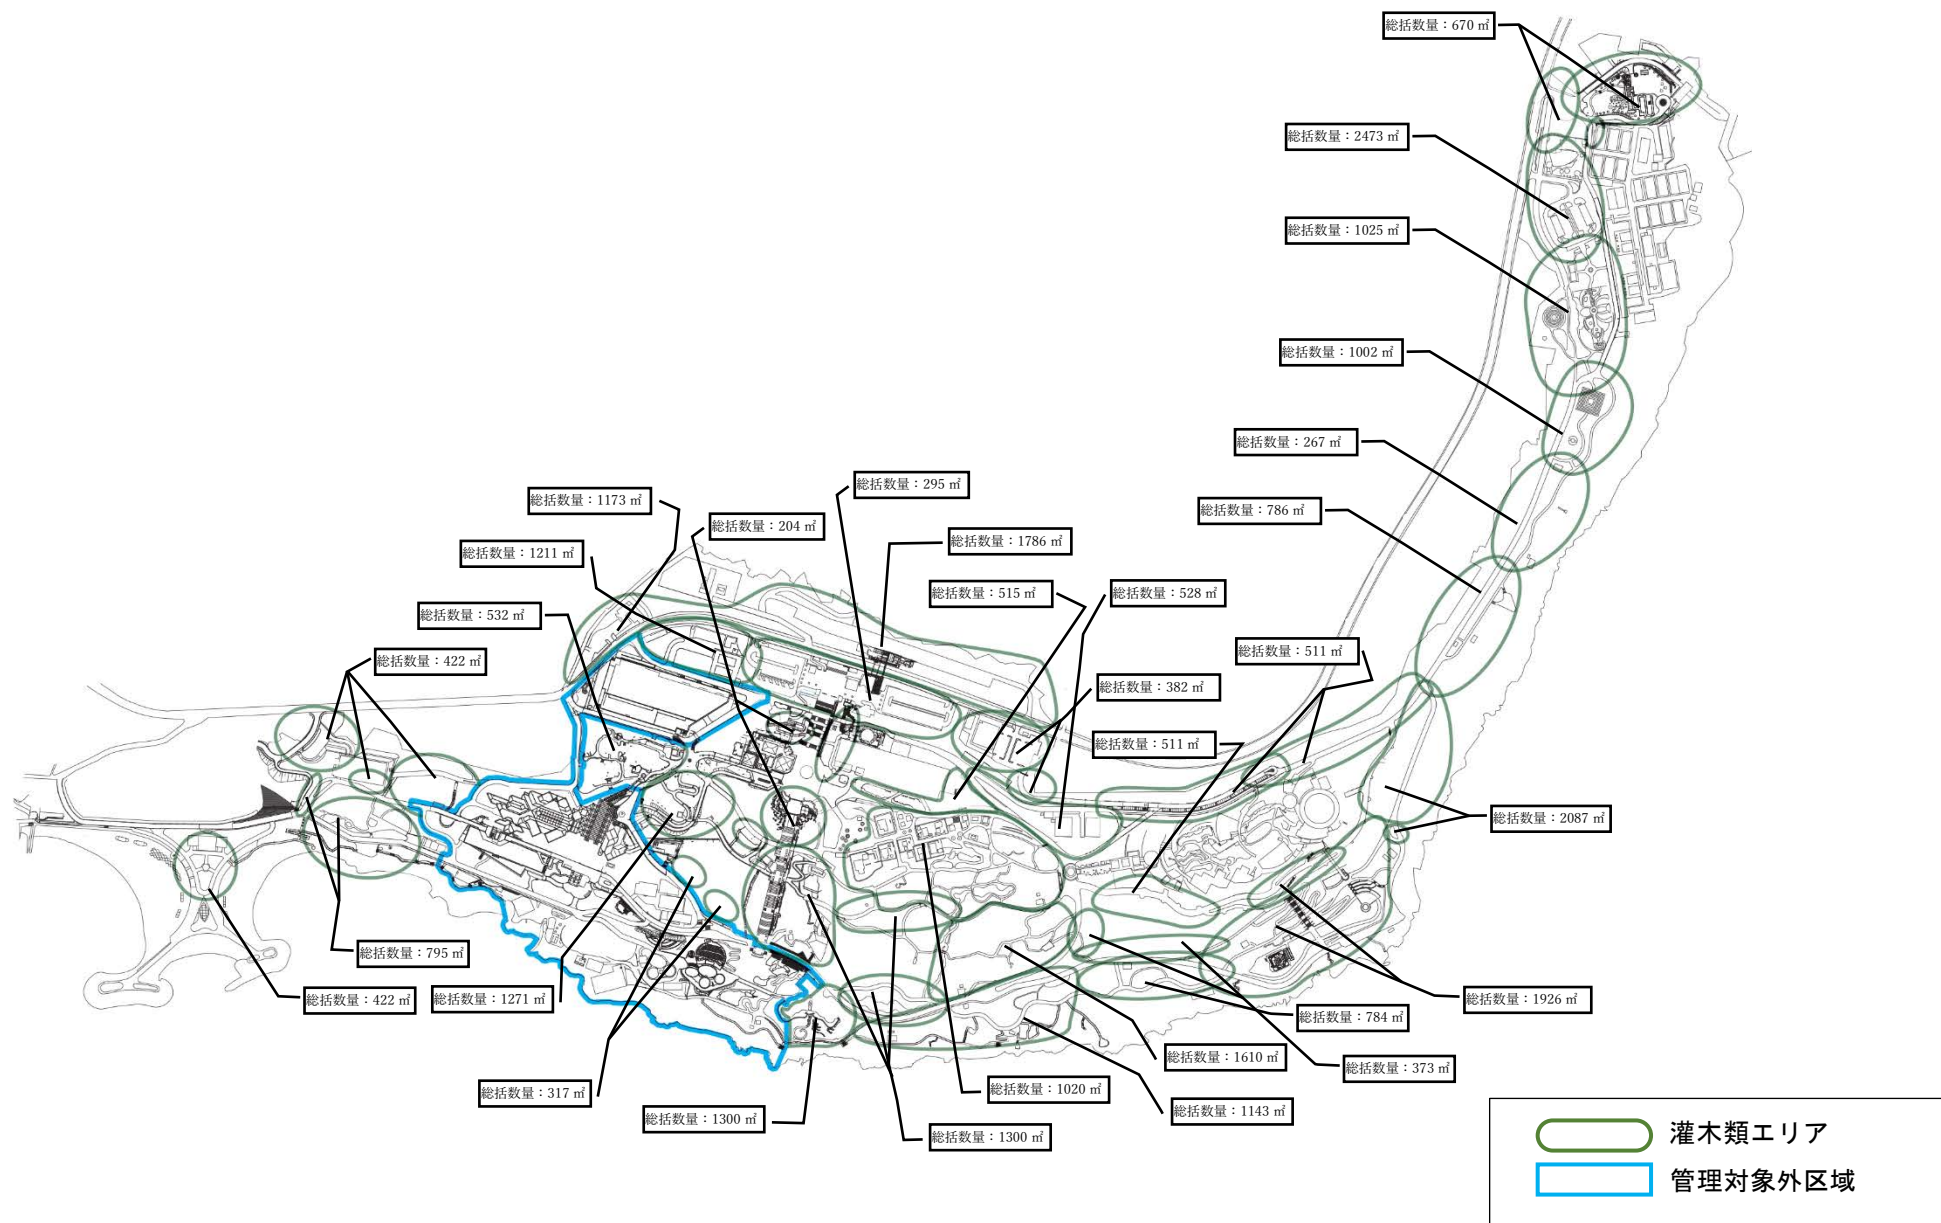 総括数量：670 ㎡
総括数量：2473 ㎡
総括数量：1025 ㎡
総括数量：1002 ㎡
総括数量：267 ㎡
総括数量：295 ㎡
総括数量：1173 ㎡
総括数量：786 ㎡
総括数量：204 ㎡
総括数量：1786 ㎡
総括数量：1211 ㎡
総括数量：515 ㎡
総括数量：528 ㎡
総括数量：532 ㎡
総括数量：511 ㎡
総括数量：422 ㎡
総括数量：382 ㎡
総括数量：511 ㎡
総括数量：2087 ㎡
総括数量：795 ㎡
総括数量：422 ㎡
総括数量：1271 ㎡
総括数量：1926 ㎡
総括数量：784 ㎡
総括数量：1610 ㎡
総括数量：373 ㎡
総括数量：317 ㎡
総括数量：1020 ㎡
総括数量：1300 ㎡
総括数量：1143 ㎡
総括数量：1300 ㎡
灌木類エリア
管理対象外区域